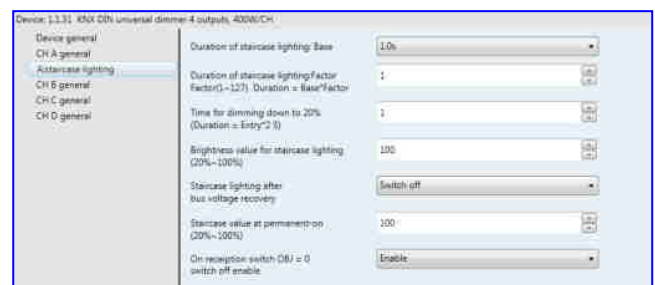 Device: 1.1.31 KNX DIN universal dimmer 4 outputs, 400W/CH
Device general
CH A general
A:staircase lighting
CH B general
CH C general
CH D general
Duration of staircase lighting: Base
1.0s
Duration of staircase lighting:Factor
Factor(1~127) Duration = Base*Factor
1
Time for dimming down to 20%
(Duration = Entry*2 S)
1
Brightness value for staircase lighting
(20%~100%)
100
Staircase lighting after
bus voltage recovery
Switch off
Staircase value at permanent-on
(20%~100%)
100
On receiption switch OBJ = 0
switch off enable
Enable